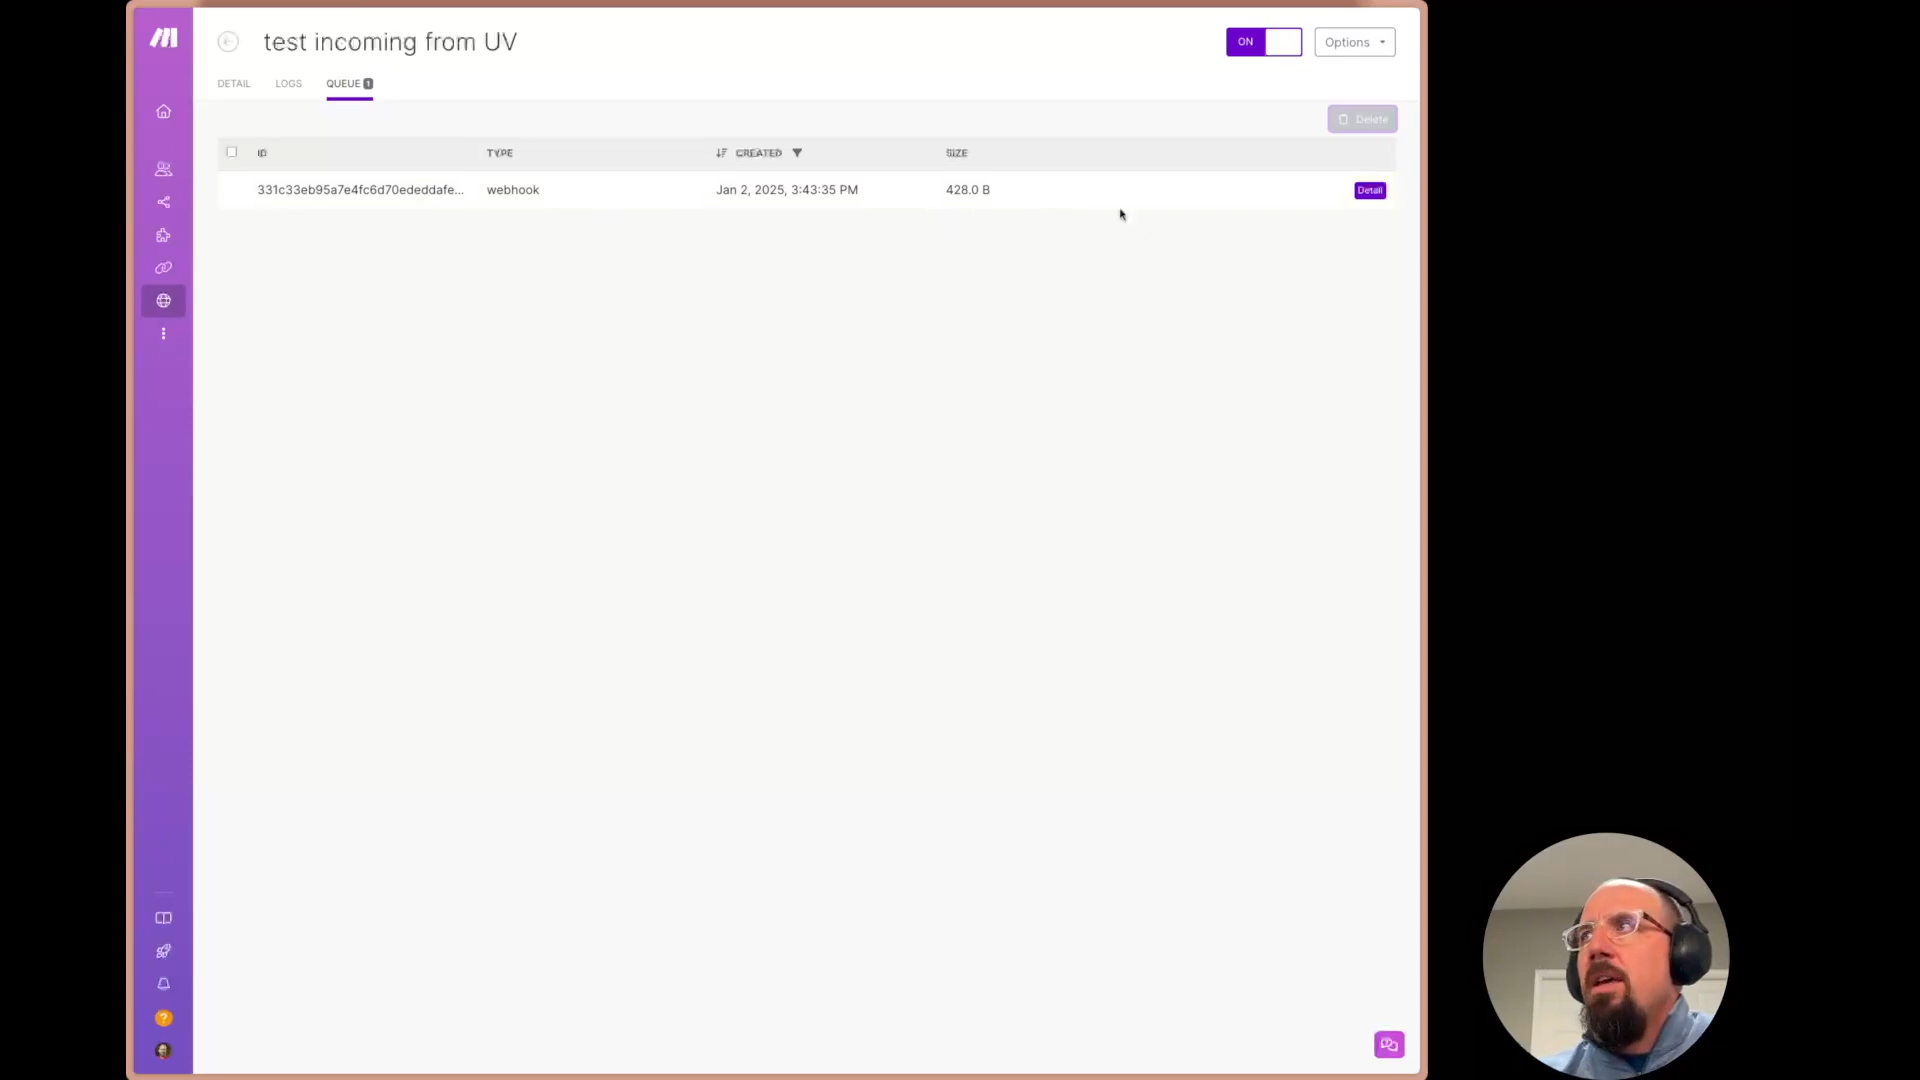 test incoming from UV
ON
Options
DETAIL
LOGS
QUEUE 1
Delete
ID TYPE CREATED SIZE
331c33eb95a7e4fc6d70ededdafe... webhook Jan 2, 2025, 3:43:35 PM 428.0 B Detail
?